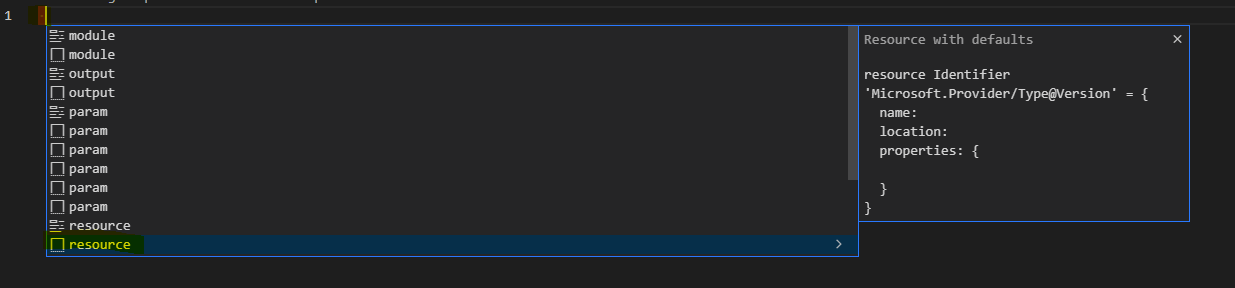 1
module
module
output
output
param
param
param
param
param
param
resource
resource
Resource with defaults
resource Identifier
'Microsoft.Provider/Type@Version' = {
name:
location:
properties: {
}
}